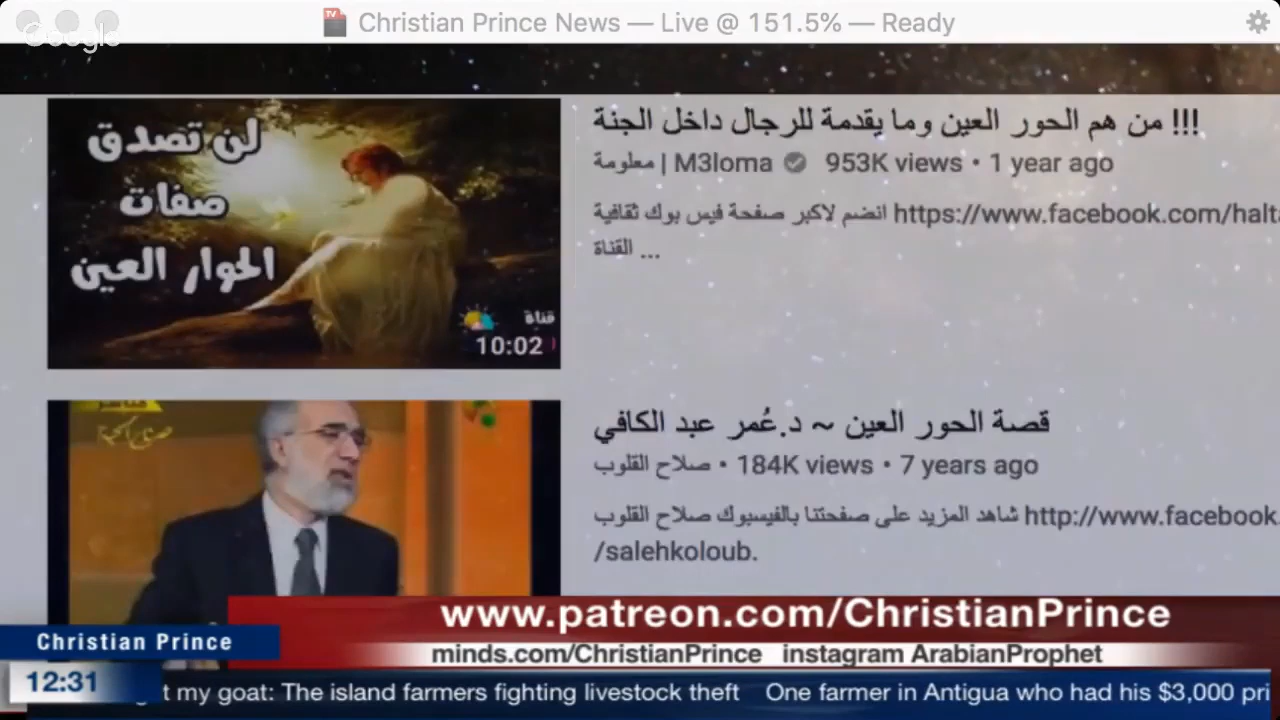 TV
Christian Prince News — Live @ 151.5% — Ready
Google
لن تصدق
صفات
الحوار العين
قناة
10:02
من هم الحور العين وما يقدمة للرجال داخل الجنة !!!
معلومة | M3loma 953K views • 1 year ago
انضم لاكبر صفحة فيس بوك ثقافية https://www.facebook.com/halt
القناة ...
قصة الحور العين ~ د.عُمر عبد الكافي
صلاح القلوب • 184K views • 7 years ago
شاهد المزيد على صفحتنا بالفيسبوك صلاح القلوب http://www.facebook.
/salehkoloub.
www.patreon.com/ChristianPrince
Christian Prince
minds.com/ChristianPrince instagram ArabianProphet
12:31
t my goat: The island farmers fighting livestock theft One farmer in Antigua who had his $3,000 pri